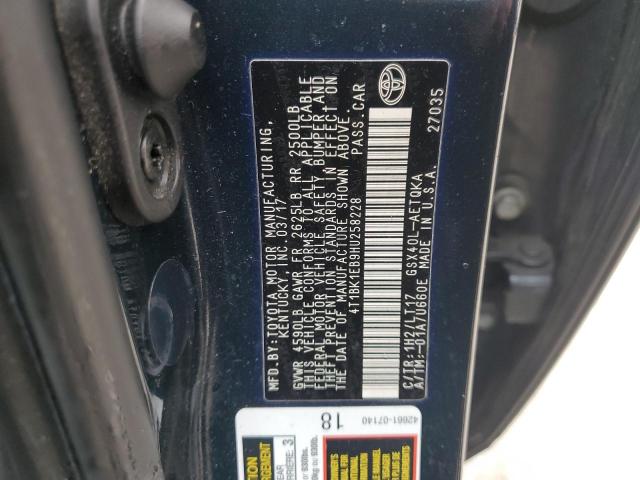 MFD.BY:TOYOTA MOTOR MANUFACTURING,
KENTUCKY,INC. 03/17
GVWR 4590LB GAWR FR 2625LB RR 2500LB
THIS VEHICLE CONFORMS TO ALL APPLICABLE
FEDERAL MOTOR VEHICLE SAFETY, BUMPER,AND
THEFT PREVENTION STANDARDS IN EFFECT ON
THE DATE OF MANUFACTURE SHOWN ABOVE.
4T1BK1EB9HU258228 PASS.CAR
C/TR:1H2/LT17 GSX40L-AETQKA
A/TM:-01A/U660E MADE IN U.S.A.
27035
42661-07140
18
3